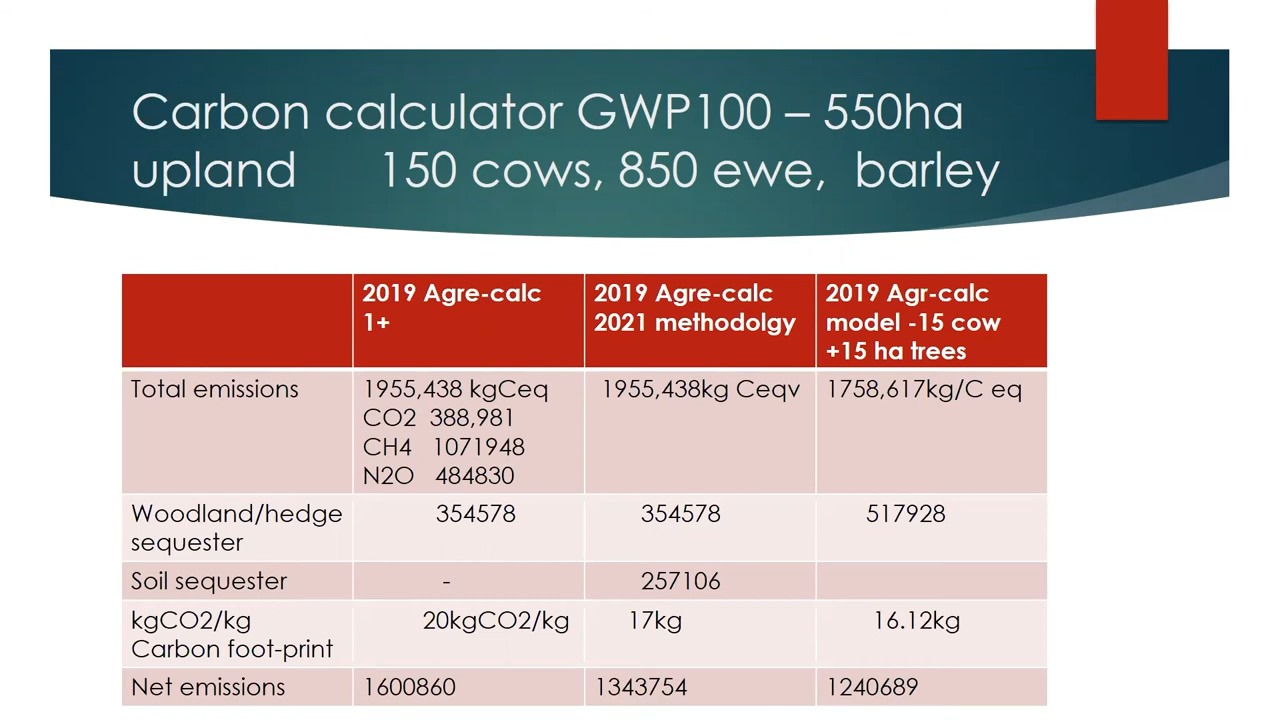 Carbon calculator GWP100 – 550ha
upland 150 cows, 850 ewe, barley
2019 Agre-calc 1+
2019 Agre-calc 2021 methodolgy
2019 Agr-calc model -15 cow +15 ha trees
Total emissions
1955,438 kgCeq
CO2 388,981
CH4 1071948
N2O 484830
1955,438kg Ceqv
1758,617kg/C eq
Woodland/hedge
sequester
354578
354578
517928
Soil sequester
-
257106
kgCO2/kg
Carbon foot-print
20kgCO2/kg
17kg
16.12kg
Net emissions
1600860
1343754
1240689